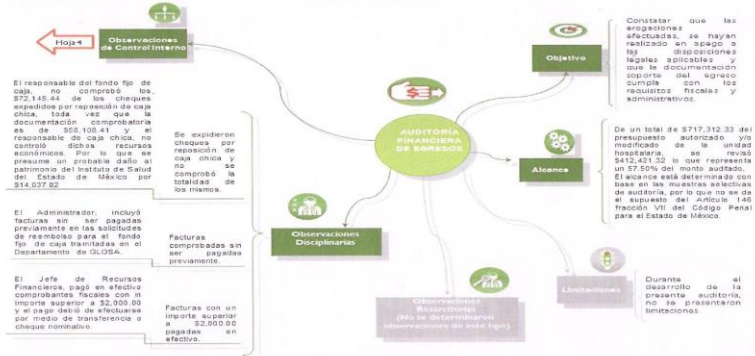 Hoja 4
Observaciones
de Control Interno
El responsable del fondo fijo de
caja, no comprobó los
$72,145.44 de los cheques
expedidos por reposición de caja
chica, toda vez que la
documentación comprobatoria
es de $58,108.41 y el
responsable de caja chica, no
controló dichos recursos
económicos. Por lo que se
presume un probable daño al
patrimonio del Instituto de Salud
del Estado de México por
$14,037.02
Se expidieron
cheques por
reposición de
caja chica y
no se
comprobó la
totalidad de
los mismos.
El Administrador, incluyó
facturas sin ser pagadas
previamente en las solicitudes
de reembolso para el fondo
fijo de caja tramitadas en el
Departamento de GLOSA.
Facturas
comprobadas sin
ser pagadas
previamente.
El Jefe de Recursos
Financieros, pagó en efectivo
comprobantes fiscales con in
importe superior a $2,000.00
y el pago debió de efectuarse
por medio de transferencia o
cheque nominativo.
Facturas con un
importe superior
a $2,000.00
pagadas en
efectivo.
Observaciones
Disciplinarias
AUDITORÍA
FINANCIERA
DE EGRESOS
Observaciones
Resarcitorias
(No se determinaron
observaciones de este tipo)
Objetivo
Constatar que las
erogaciones
efectuadas, se hayan
realizado en apego a
las disposiciones
legales aplicables y
que la documentación
soporte del egreso
cumpla con los
requisitos fiscales y
administrativos.
Alcance
De un total de $717,312.33 del
presupuesto autorizado y/o
modificado de la unidad
hospitalaria, se revisó
$412,421.32 lo que representa
un 57.50% del monto auditado.
El alcance está determinado con
base en las muestras selectivas
de auditoría, por lo que no se da
el supuesto del Artículo 146
fracción VII del Código Penal
para el Estado de México.
Limitaciones
Durante el
desarrollo de la
presente auditoría,
no se presentaron
limitaciones.